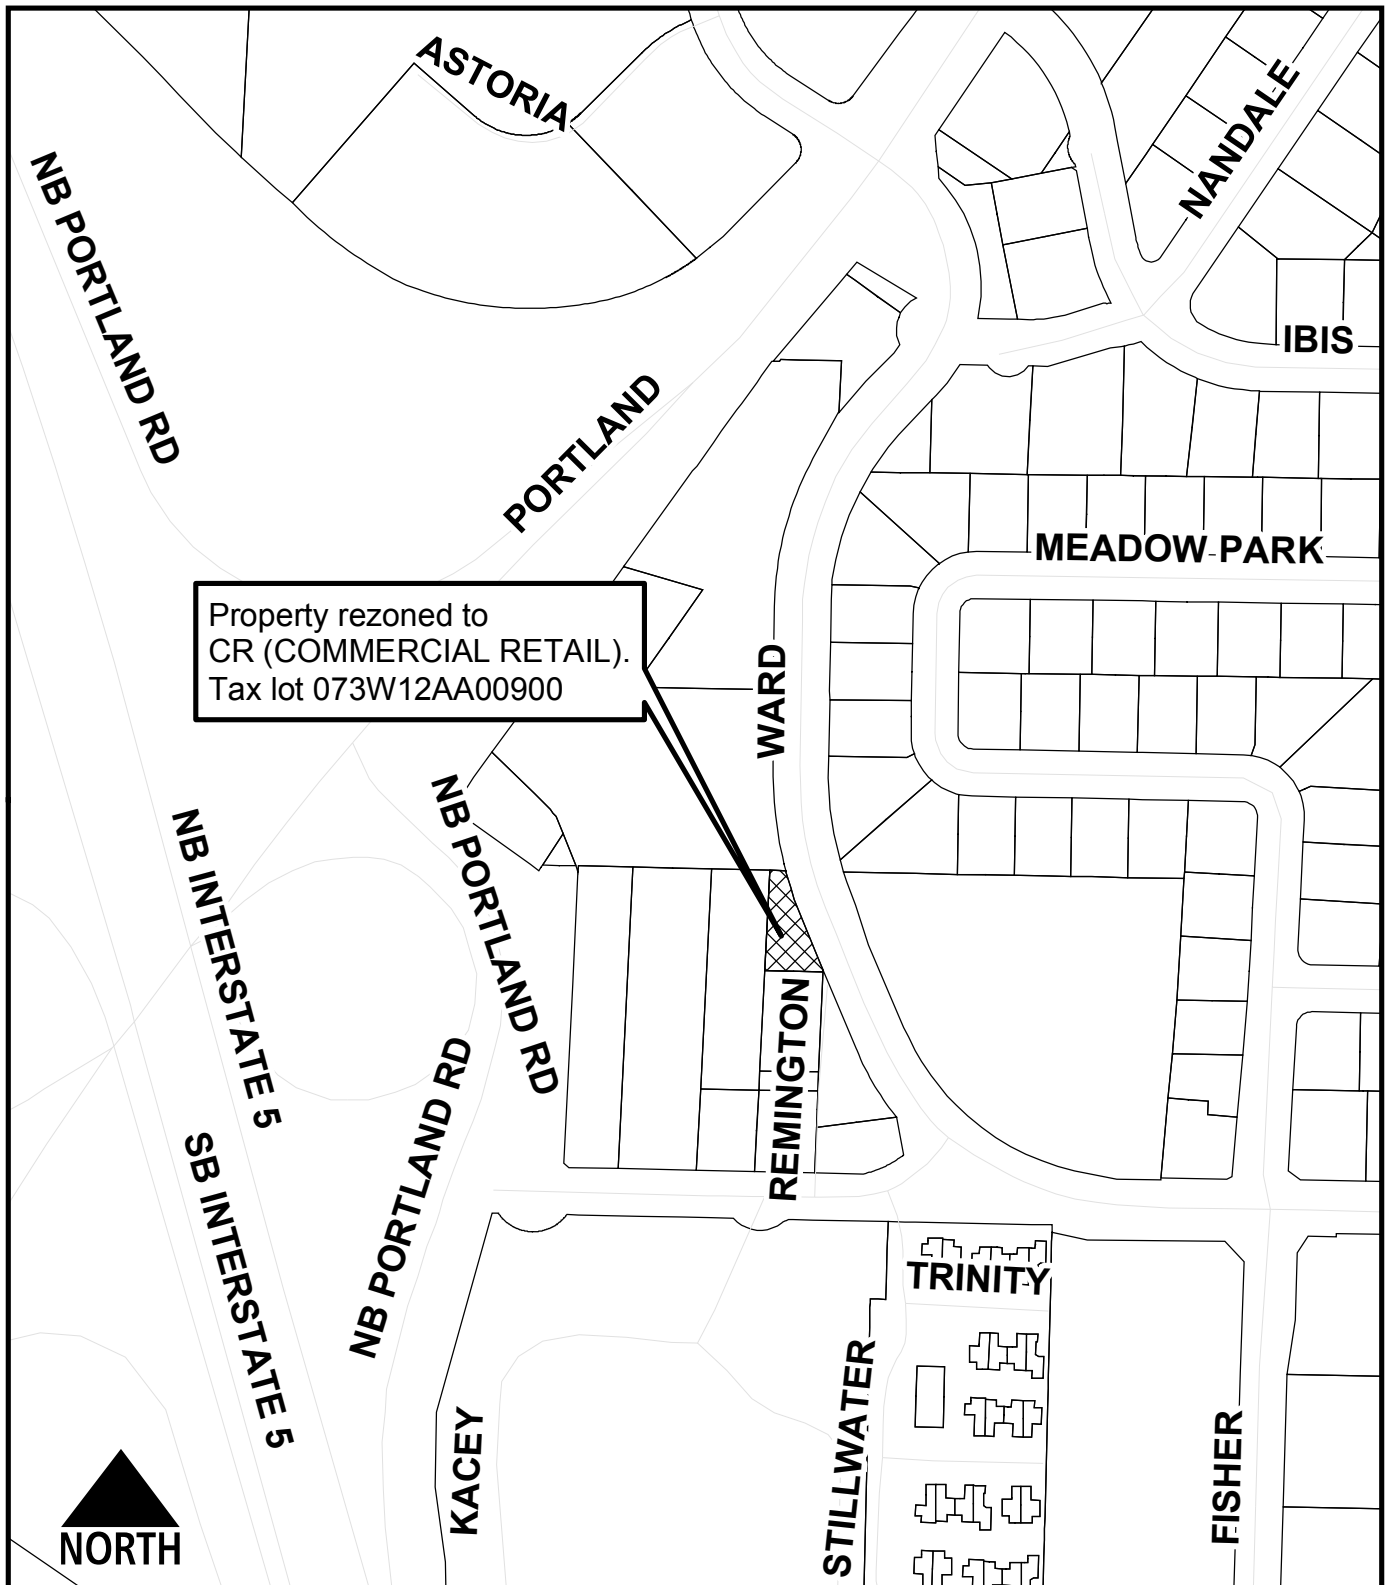 ASTORIA
NANDALE
NB PORTLAND RD
IBIS
PORTLAND
MEADOW PARK
Property rezoned to
CR (COMMERCIAL RETAIL).
Tax lot 073W12AA00900
WARD
NB PORTLAND RD
NB INTERSTATE 5
REMINGTON
NB PORTLAND RD
SB INTERSTATE 5
TRINITY
STILLWATER
KACEY
FISHER
NORTH